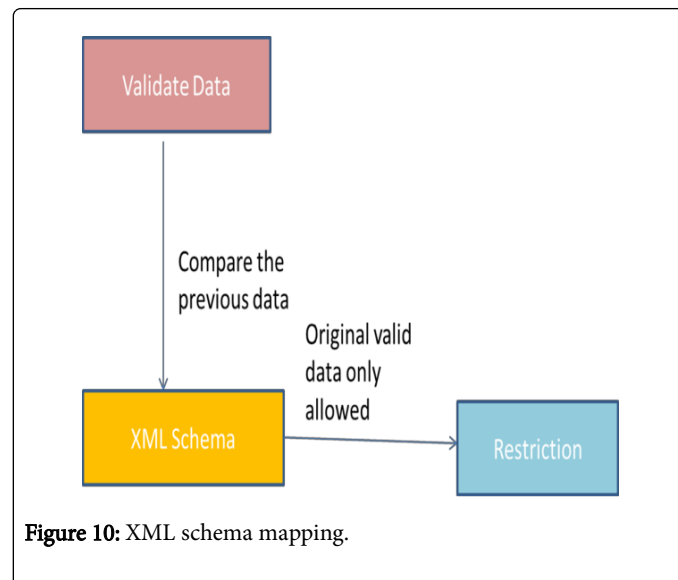 Validate Data
Compare the
previous data
Original valid
data only
allowed
XML Schema
Restriction
Figure 10: XML schema mapping.